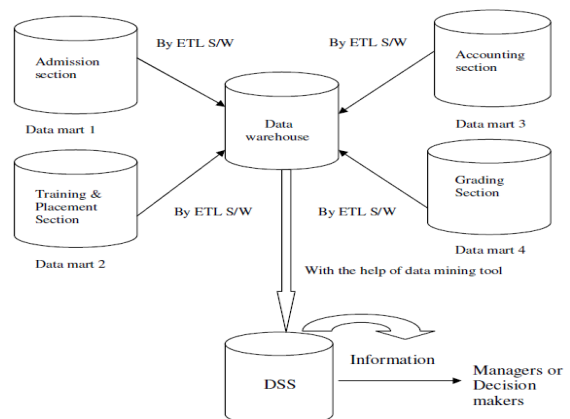 By ETL S/W
By ETL S/W
Admission
section
Accounting
section
Data mart 1
Data
warehouse
Data mart 3
Training &
Placement
Section
Grading
Section
By ETL S/W
By ETL S/W
Data mart 2
Data mart 4
With the help of data mining tool
Information
DSS
Managers or
Decision
makers